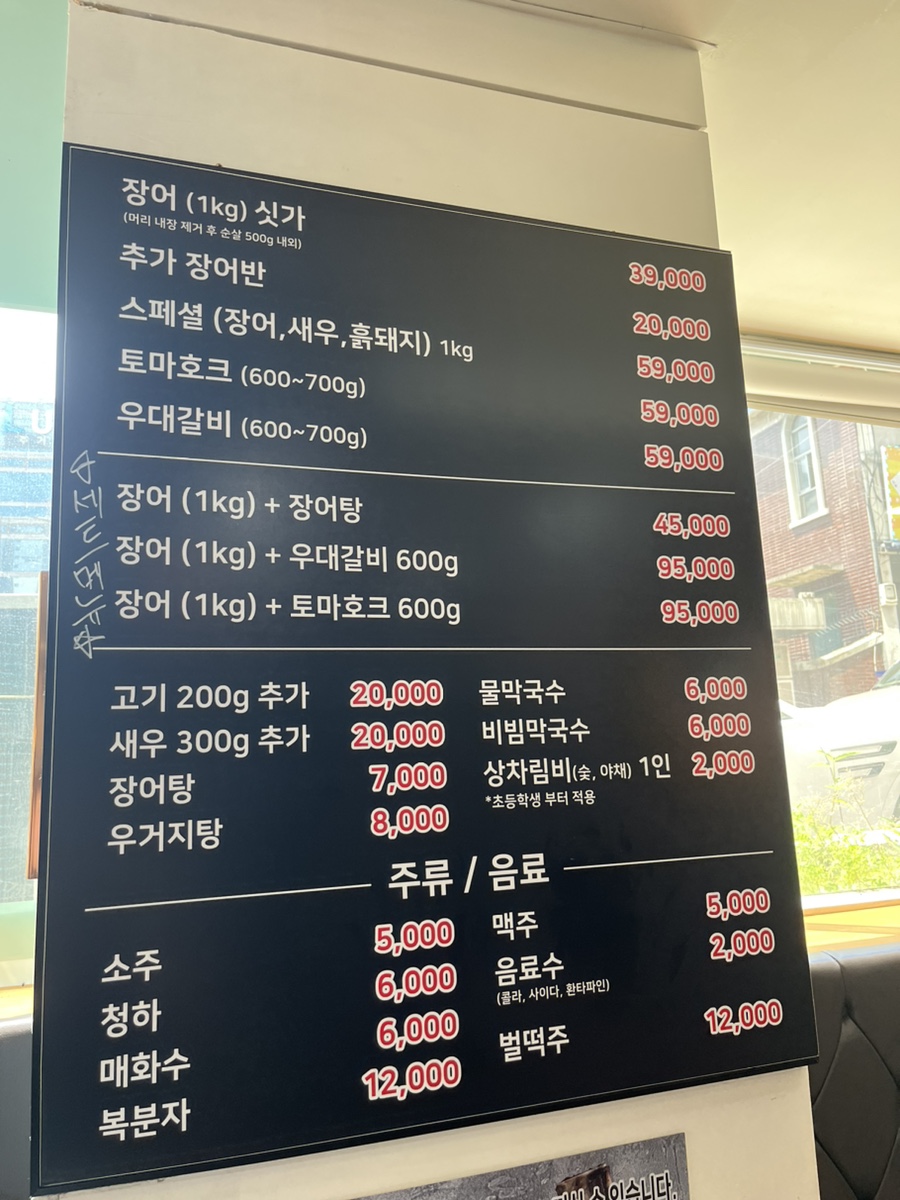 장어 (1kg) 싯가 39,000
(머리 내장 제거 후 순살 500g 내외)
추가 장어반 20,000
스페셜 (장어,새우,흙돼지) 1kg 59,000
토마호크 (600~700g) 59,000
우대갈비 (600~700g) 59,000
장어 (1kg) + 장어탕 45,000
장어 (1kg) + 우대갈비 600g 95,000
장어 (1kg) + 토마호크 600g 95,000
고기 200g 추가 20,000
새우 300g 추가 20,000
장어탕 7,000
우거지탕 8,000
물막국수 6,000
비빔막국수 6,000
상차림비(숯, 야채) 1인 2,000
*초등학생 부터 적용
주류 / 음료
소주 5,000
청하 6,000
매화수 6,000
복분자 12,000
맥주 5,000
음료수 2,000
(콜라, 사이다, 환타파인)
벌떡주 12,000
수 있습니다.